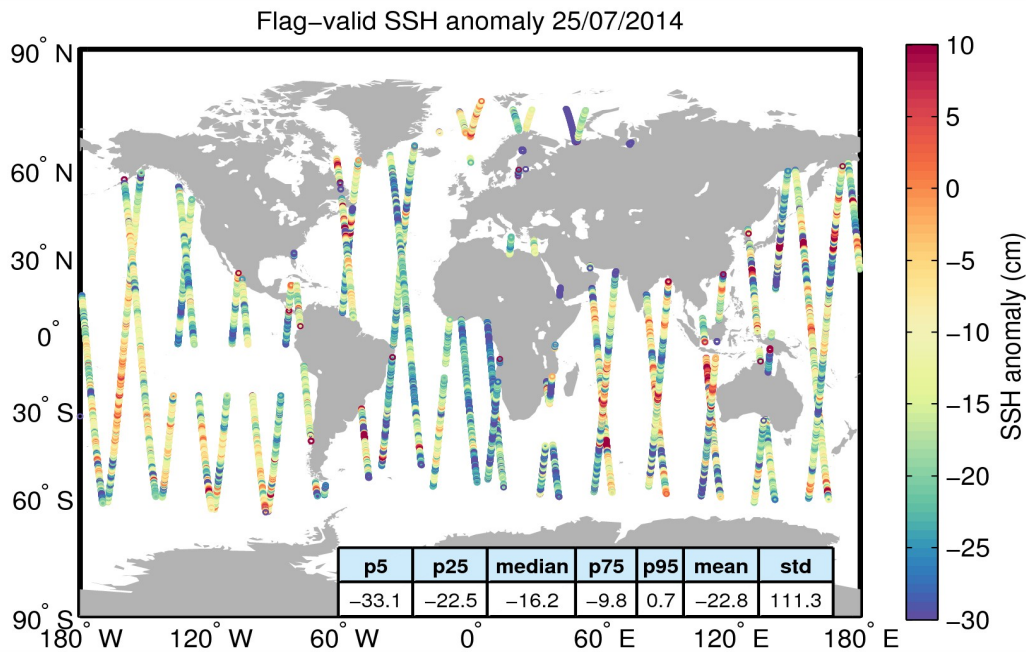 Flag−valid SSH anomaly 25/07/2014
90° N
60° N
30° N
0°
30° S
60° S
90° S
180° W 120° W 60° W 0° 60° E 120° E 180° E
p5 p25 median p75 p95 mean std
−33.1 −22.5 −16.2 −9.8 0.7 −22.8 111.3
10
5
0
−5
−10
−15
−20
−25
−30
SSH anomaly (cm)